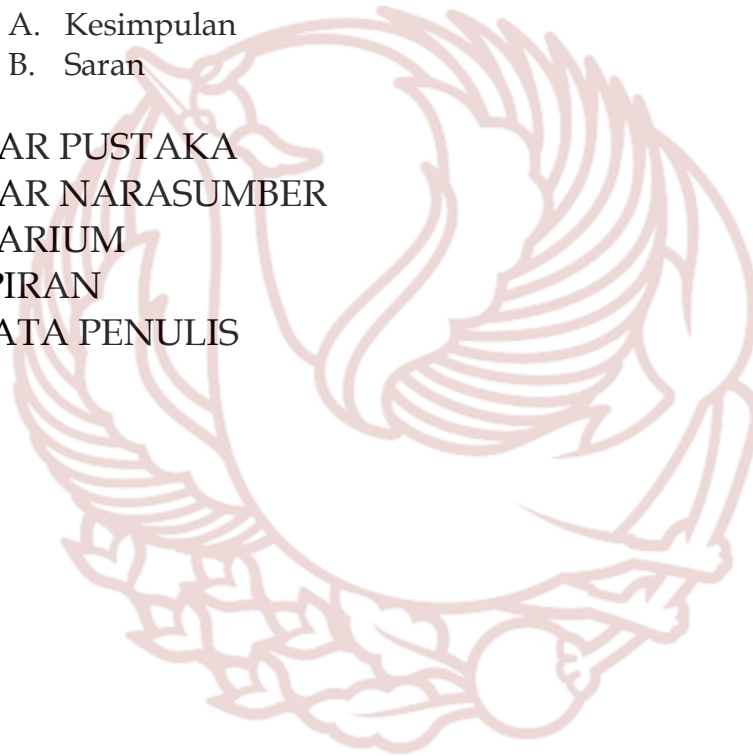 A. Kesimpulan
B. Saran
AR PUSTAKA
AR NARASUMBER
ARIUM
PIRAN
ATA PENULIS